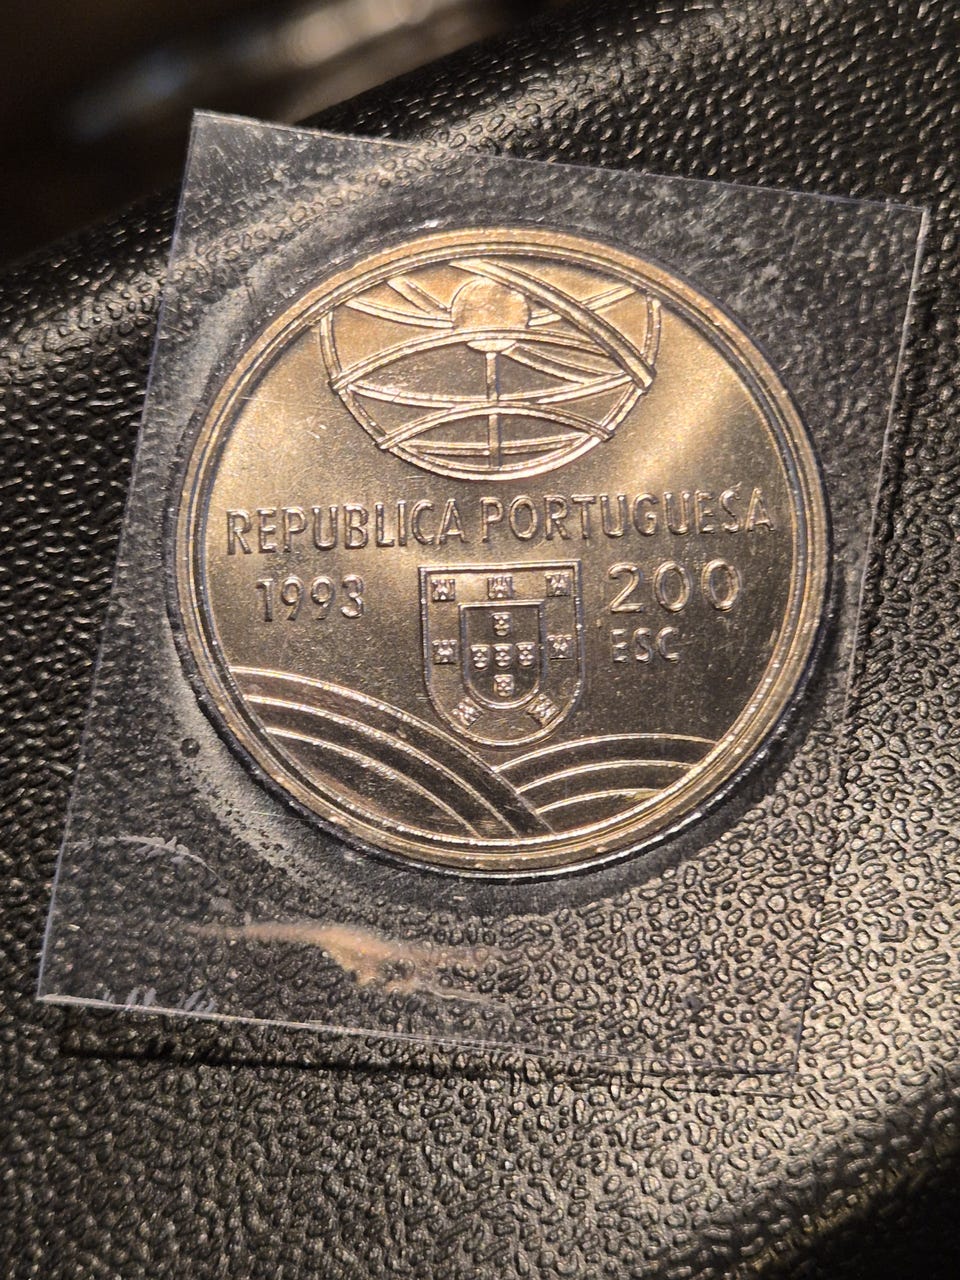 REPUBLICA PORTUGUESA
1993 200
ESC